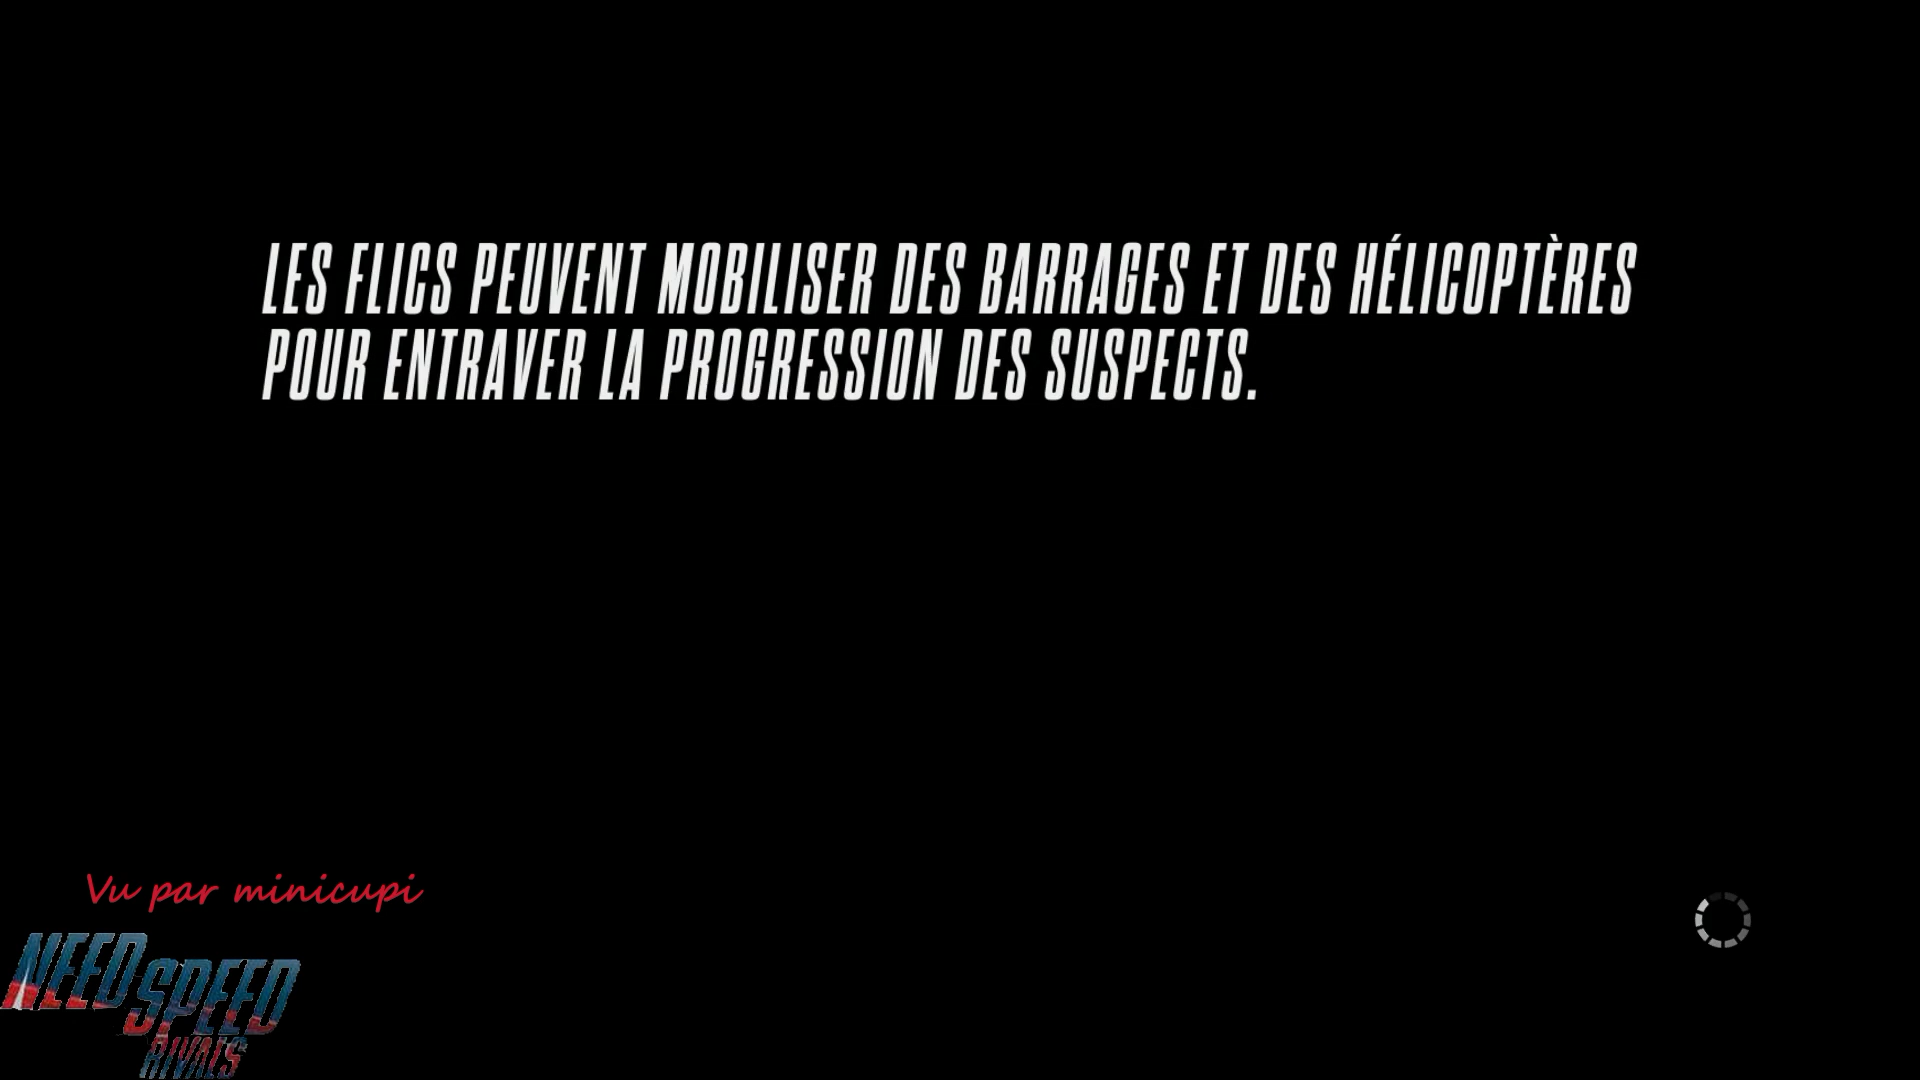 LES FLICS PEUVENT MOBILISER DES BARRAGES ET DES HÉLICOPTÈRES
POUR ENTRAVER LA PROGRESSION DES SUSPECTS.
Vu par minicupi
NEED
SPEED
RIVALS